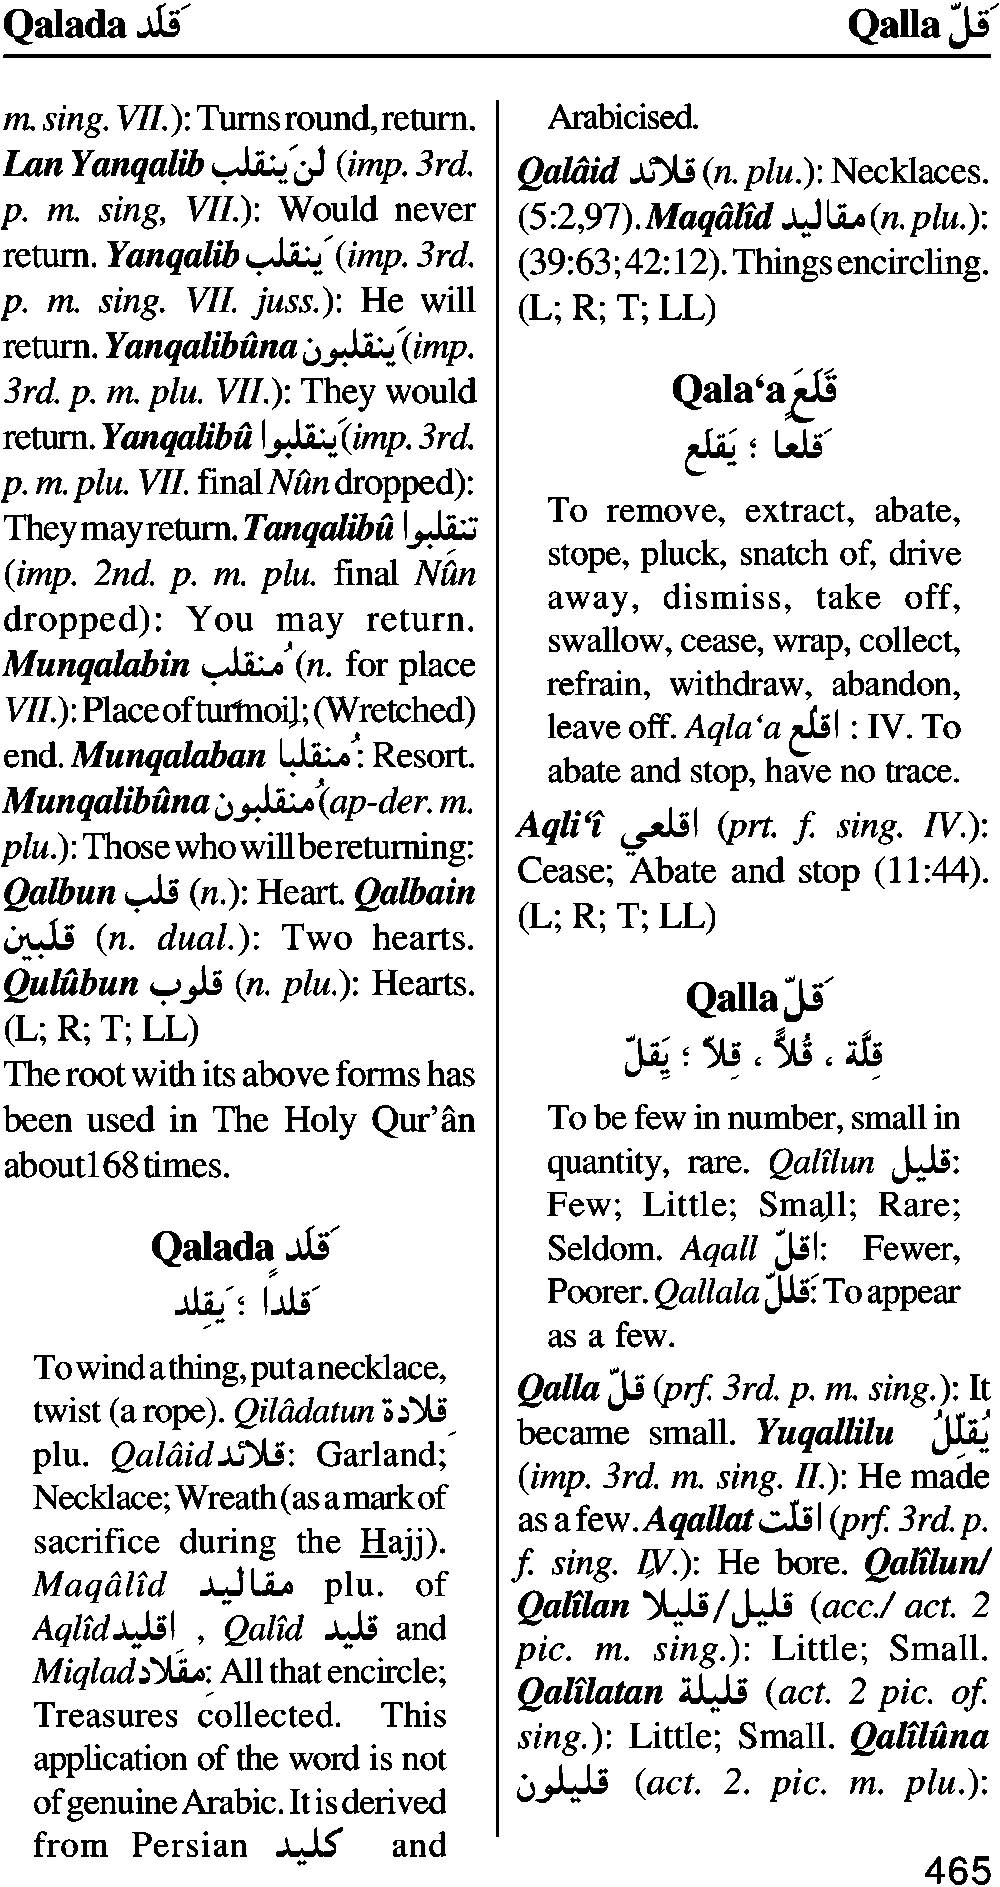 Qalada قَلَد
Qalla قَلّ
m. sing. VII.): Turns round, return.
Lan Yanqalib لن يَنقلب (imp. 3rd.
p. m. sing, VII.): Would never
return. Yanqalib يَنقلب (imp. 3rd.
p. m. sing. VII. juss.): He will
return. Yanqalibûna يَنقلبون (imp.
3rd. p. m. plu. VII.): They would
return. Yanqalibû يَنقلبوا (imp. 3rd.
p. m. plu. VII. final Nûn dropped):
They may return. Tanqalibû تنقَلبوا
(imp. 2nd. p. m. plu. final Nûn
dropped): You may return.
Munqalabin مُنقلب (n. for place
VII.): Place of turmoil; (Wretched)
end. Munqalaban مُنقلبا: Resort.
Munqalibûna مُنقلبون (ap-der. m.
plu.): Those who will be returning:
Qalbun قلب (n.): Heart. Qalbain
قلَبين (n. dual.): Two hearts.
Qulûbun قلوب (n. plu.): Hearts.
(L; R; T; LL)
The root with its above forms has
been used in The Holy Qur'ân
about168 times.
Qalada قَلَد
قَلداً ؛ يَقِلد
To wind a thing, put a necklace,
twist (a rope). Qilâdatun قلادة
plu. Qalâid قلائد: Garland;
Necklace; Wreath (as a mark of
sacrifice during the Hajj).
Maqâlîd مقاليد plu. of
Aqlîd اقليد , Qalîd قليد and
Miqlad مقلاد: All that encircle;
Treasures collected. This
application of the word is not
of genuine Arabic. It is derived
from Persian كليد and
Arabicised.
Qalâid قلائد (n. plu.): Necklaces.
(5:2,97). Maqâlîd مقاليد (n. plu.):
(39:63; 42:12). Things encircling.
(L; R; T; LL)
Qala‘a قَلَعَ
قَلعا ؛ يَقلَع
To remove, extract, abate,
stope, pluck, snatch of, drive
away, dismiss, take off,
swallow, cease, wrap, collect,
refrain, withdraw, abandon,
leave off. Aqla‘a اقلَع : IV. To
abate and stop, have no trace.
Aqli‘î اقلعي (prt. f. sing. IV.):
Cease; Abate and stop (11:44).
(L; R; T; LL)
Qalla قَلّ
قِلَّة ، قُلاًّ ، قِلاّ ؛ يَقِلّ
To be few in number, small in
quantity, rare. Qalîlun قليل:
Few; Little; Small; Rare;
Seldom. Aqall اقلّ: Fewer,
Poorer. Qallala قَللّ: To appear
as a few.
Qalla قلّ (prf. 3rd. p. m. sing.): It
became small. Yuqallilu يُقلّلُ
(imp. 3rd. m. sing. II.): He made
as a few. Aqallat اقلّت (prf. 3rd. p.
f. sing. IV.): He bore. Qalîlun/
Qalîlan قليل/قليلا (acc./ act. 2
pic. m. sing.): Little; Small.
Qalîlatan قليلة (act. 2 pic. of.
sing.): Little; Small. Qalîlûna
قليلون (act. 2. pic. m. plu.):
465